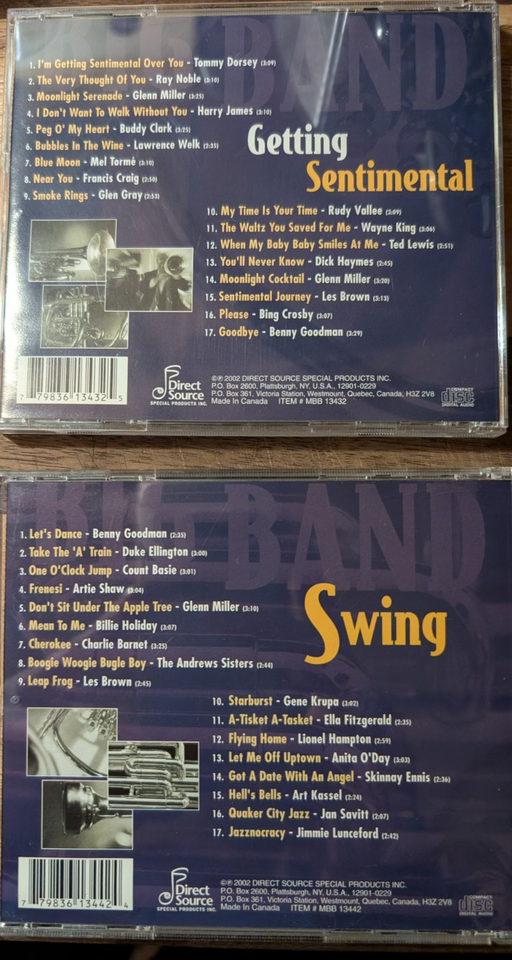 BIG BAND
1. I'm Getting Sentimental Over You - Tommy Dorsey (3:09)
2. The Very Thought Of You - Ray Noble (3:10)
3. Moonlight Serenade - Glenn Miller (3:25)
4. I Don't Want To Walk Without You - Harry James (3:10)
5. Peg O' My Heart - Buddy Clark (3:25)
6. Bubbles In The Wine - Lawrence Welk (2:35)
7. Blue Moon - Mel Tormé (3:10)
8. Near You - Francis Craig (2:50)
9. Smoke Rings - Glen Gray (2:53)
Getting
Sentimental
10. My Time Is Your Time - Rudy Vallee (3:09)
11. The Waltz You Saved For Me - Wayne King (3:06)
12. When My Baby Baby Smiles At Me - Ted Lewis (2:51)
13. You'll Never Know - Dick Haymes (2:45)
14. Moonlight Cocktail - Glenn Miller (3:20)
15. Sentimental Journey - Les Brown (3:13)
16. Please - Bing Crosby (3:07)
17. Goodbye - Benny Goodman (3:29)
7 79836 13432 5
Direct
Source
SPECIAL PRODUCTS INC.
©℗ 2002 DIRECT SOURCE SPECIAL PRODUCTS INC.
P.O. Box 2600, Plattsburgh, NY, U.S.A., 12901-0229
P.O. Box 361, Victoria Station, Westmount, Quebec, Canada, H3Z 2V8
Made In Canada ITEM # MBB 13432
COMPACT
disc
DIGITAL AUDIO
BIG BAND
1. Let's Dance - Benny Goodman (2:35)
2. Take The 'A' Train - Duke Ellington (3:00)
3. One O'Clock Jump - Count Basie (3:01)
4. Frenesi - Artie Shaw (3:04)
5. Don't Sit Under The Apple Tree - Glenn Miller (3:10)
6. Mean To Me - Billie Holiday (3:07)
7. Cherokee - Charlie Barnet (3:25)
8. Boogie Woogie Bugle Boy - The Andrews Sisters (2:44)
9. Leap Frog - Les Brown (2:45)
Swing
10. Starburst - Gene Krupa (3:02)
11. A-Tisket A-Tasket - Ella Fitzgerald (2:35)
12. Flying Home - Lionel Hampton (2:59)
13. Let Me Off Uptown - Anita O'Day (3:03)
14. Got A Date With An Angel - Skinnay Ennis (2:36)
15. Hell's Bells - Art Kassel (2:24)
16. Quaker City Jazz - Jan Savitt (2:07)
17. Jazznocracy - Jimmie Lunceford (2:42)
7 79836 13442 4
Direct
Source
SPECIAL PRODUCTS INC.
©℗ 2002 DIRECT SOURCE SPECIAL PRODUCTS INC.
P.O. Box 2600, Plattsburgh, NY, U.S.A., 12901-0229
P.O. Box 361, Victoria Station, Westmount, Quebec, Canada, H3Z 2V8
Made In Canada ITEM # MBB 13442
COMPACT
disc
DIGITAL AUDIO